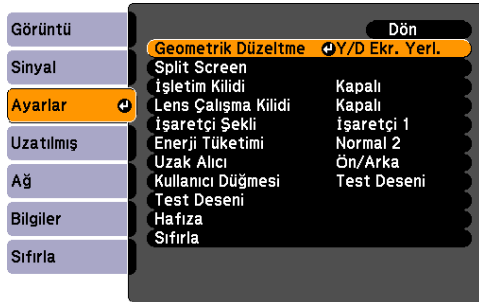 Görüntü
Sinyal
Ayarlar
Uzatılmış
Ağ
Bilgiler
Sıfırla
Dön
Geometrik Düzeltme Y/D Ekr. Yerl.
Split Screen
İşletim Kilidi Kapalı
Lens Çalışma Kilidi Kapalı
İşaretçi Şekli İşaretçi 1
Enerji Tüketimi Normal 2
Uzak Alıcı Ön/Arka
Kullanıcı Düğmesi Test Deseni
Test Deseni
Hafıza
Sıfırla